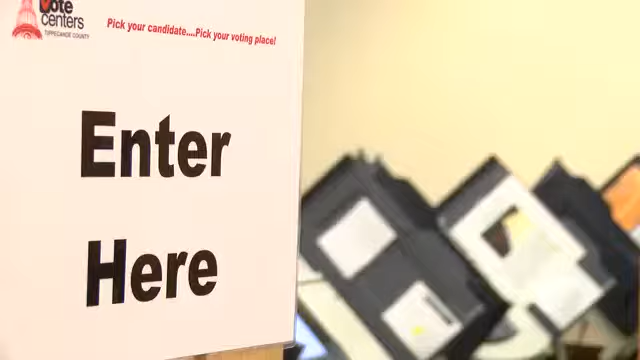 Vote
centers
TIPPECANOE COUNTY
Pick your candidate....Pick your voting place!
Enter
Here